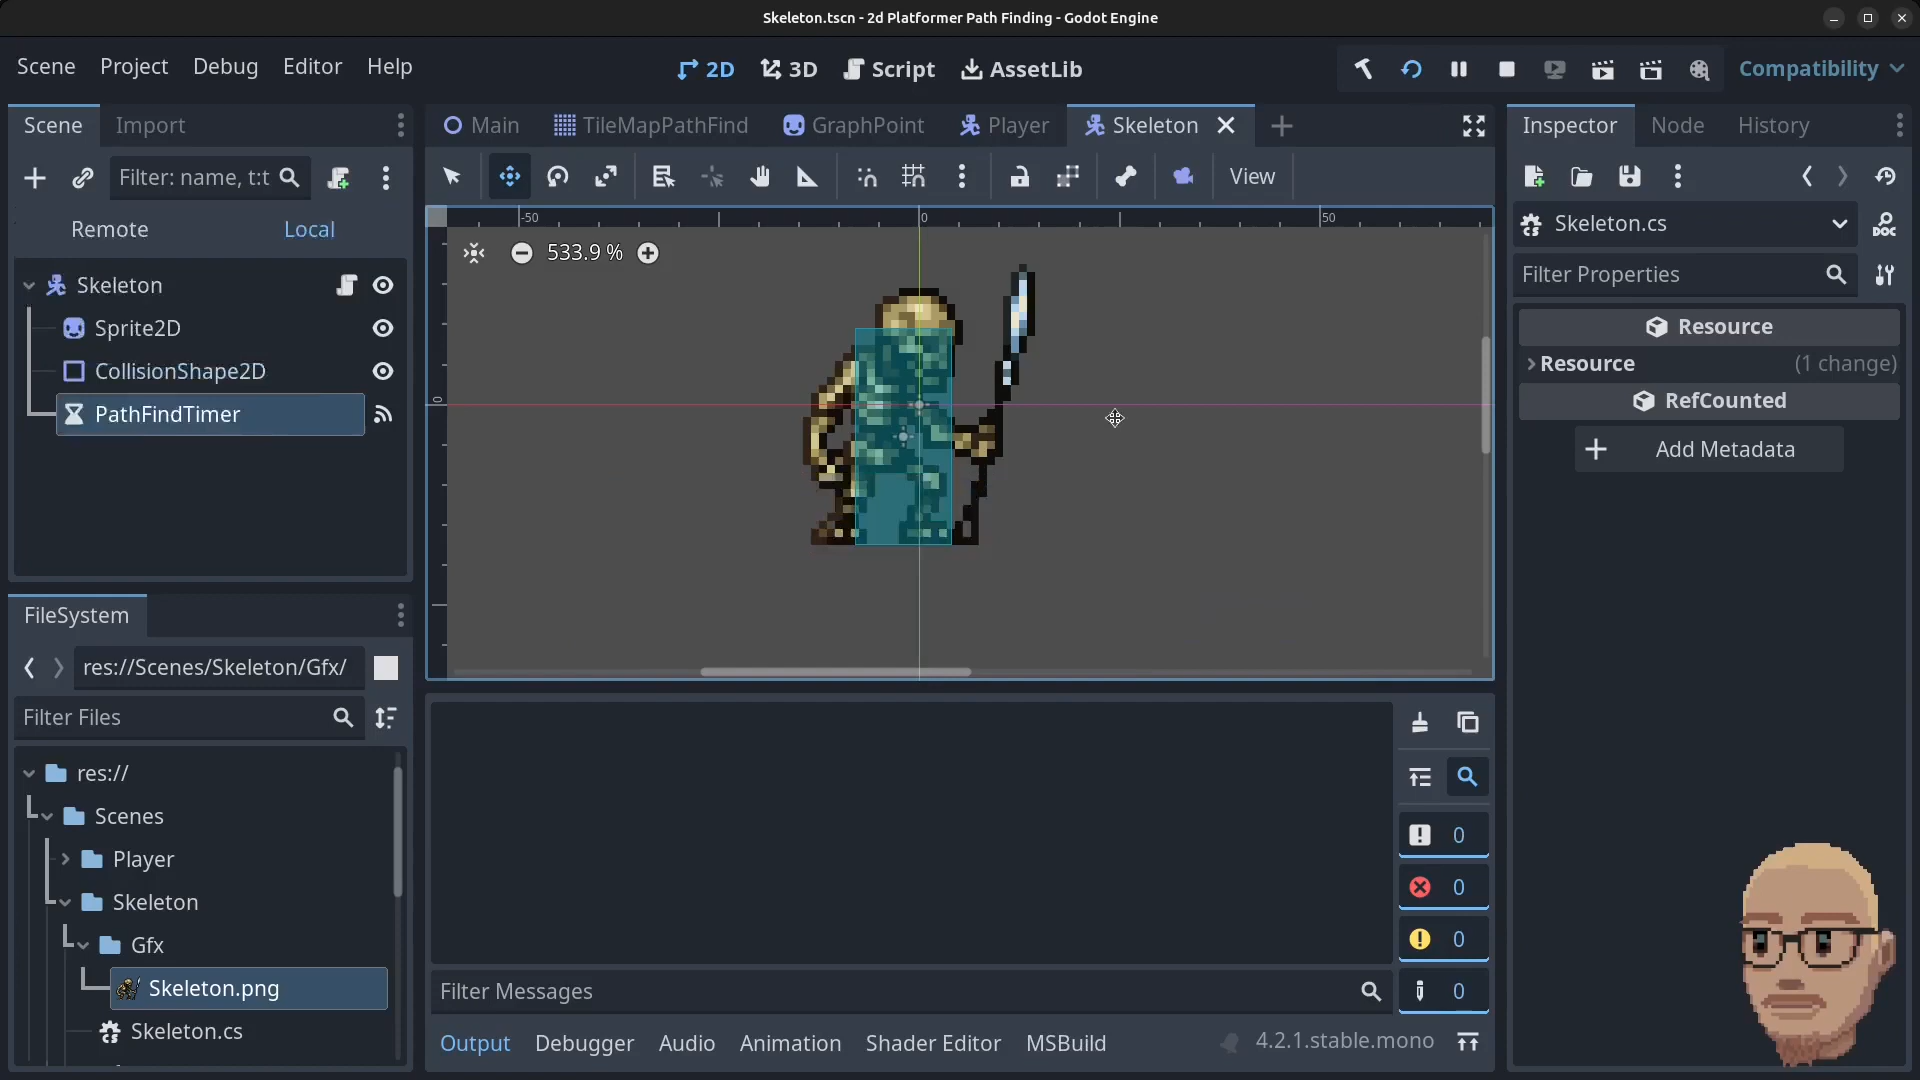 Skeleton.tscn - 2d Platformer Path Finding - Godot Engine
Scene Project Debug Editor Help
2D 3D Script AssetLib
Compatibility
Scene Import
Main TileMapPathFind GraphPoint Player Skeleton
Inspector Node History
Filter: name, t:t
View
Remote Local
-50 0 50
Skeleton.cs
DOC
533.9 %
Filter Properties
Skeleton
Sprite2D
CollisionShape2D
PathFindTimer
0
Resource
Resource (1 change)
RefCounted
Add Metadata
FileSystem
res://Scenes/Skeleton/Gfx/
Filter Files
res://
Scenes
Player
Skeleton
Gfx
Skeleton.png
Skeleton.cs
0
0
0
0
Filter Messages
Output Debugger Audio Animation Shader Editor MSBuild
4.2.1.stable.mono